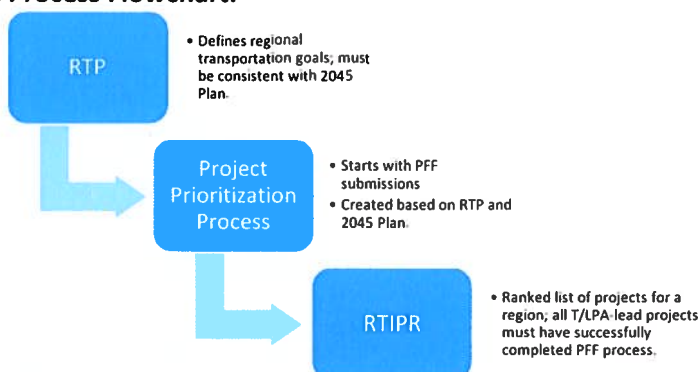 RTP
• Defines regional
transportation goals; must
be consistent with 2045
Plan.
Project
Prioritization
Process
• Starts with PFF
submissions
• Created based on RTP and
2045 Plan.
RTIPR
• Ranked list of projects for a
region; all T/LPA-lead projects
must have successfully
completed PFF process.